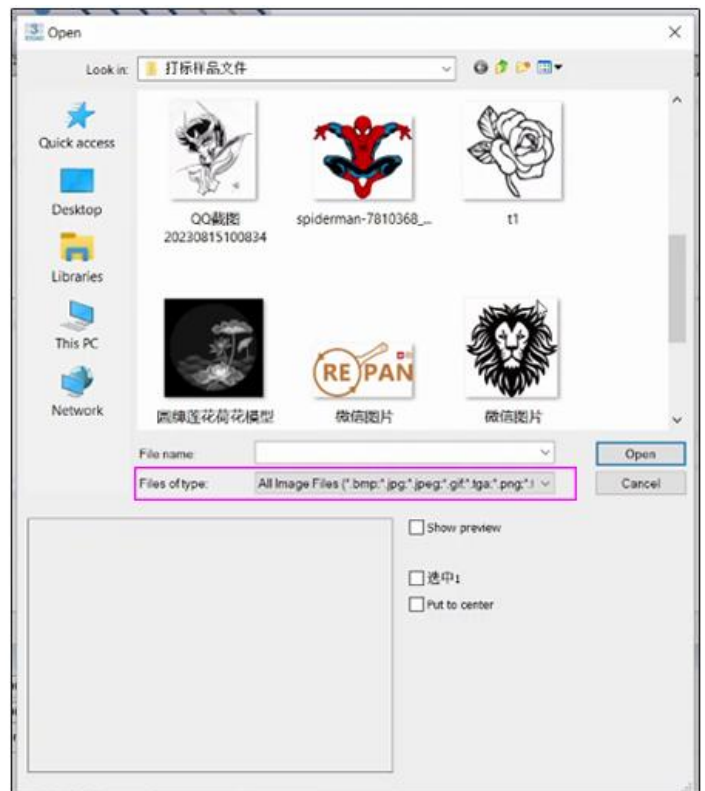 Open
Look in:
打标样品文件
Quick access
Desktop
Libraries
This PC
Network
QQ截图
20230815100834
spiderman-7810368_...
t1
RE PAN
圆绅莲花荷花模型
微信图片
微信图片
File name:
Open
Files of type:
All Image Files (*.bmp;*.jpg;*.jpeg;*.gif;*.tga;*.png;*.t
Cancel
Show preview
选中1
Put to center